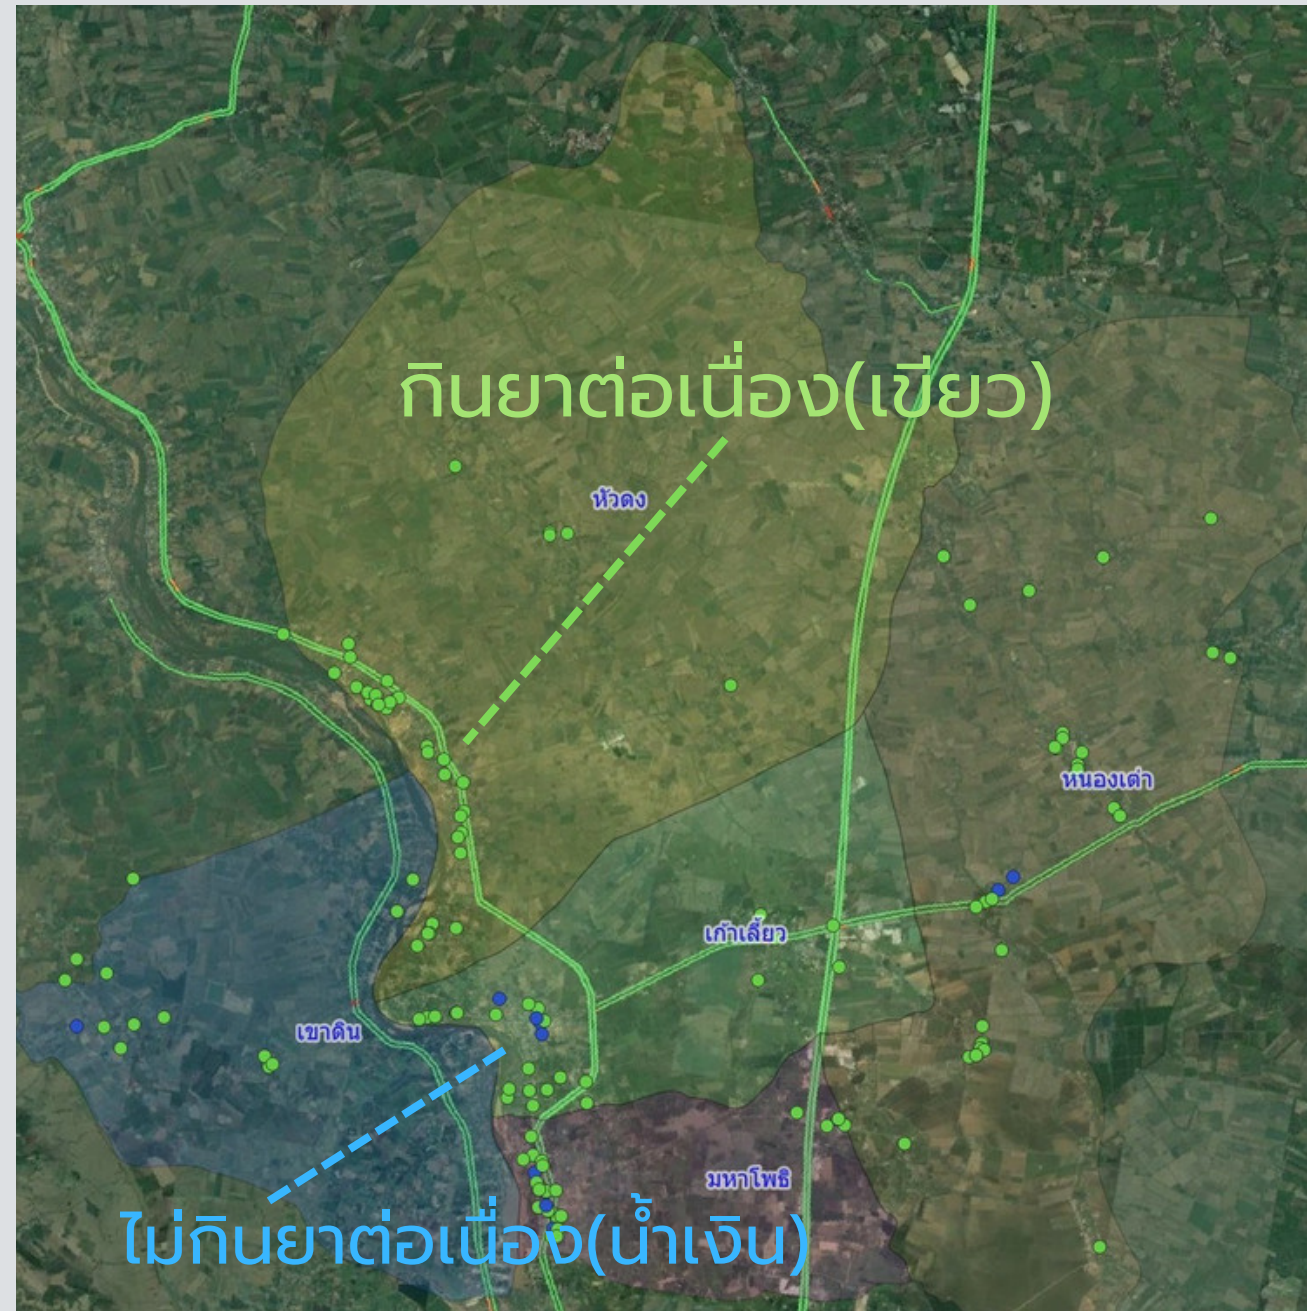 กินยาต่อเนื่อง(เขียว)
หัวดง
หนองเต่า
เก้าเลี้ยว
เขาดิน
มหาโพธิ
ไม่กินยาต่อเนื่อง(น้ำเงิน)